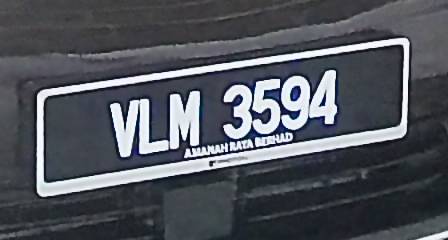 VLM 3594
AMANAH RAYA BERHAD